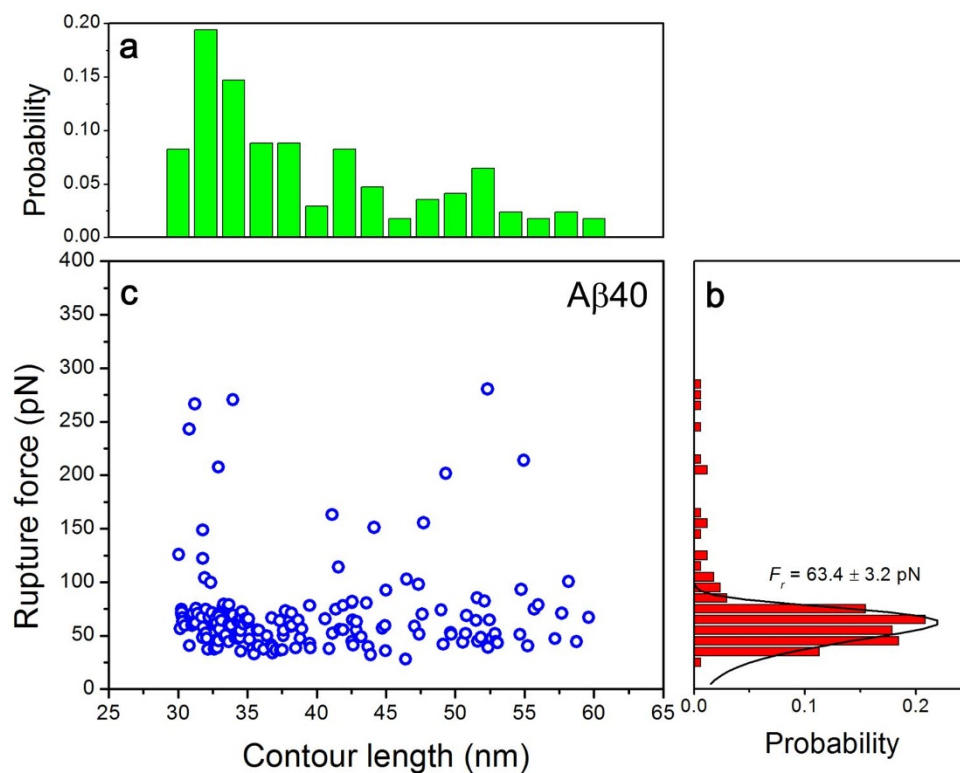 a
Probability
0.20
0.15
0.10
0.05
0.00
c
Aβ40
Rupture force (pN)
400
350
300
250
200
150
100
50
0
25 30 35 40 45 50 55 60 65
Contour length (nm)
b
Fr = 63.4 ± 3.2 pN
0.0 0.1 0.2
Probability